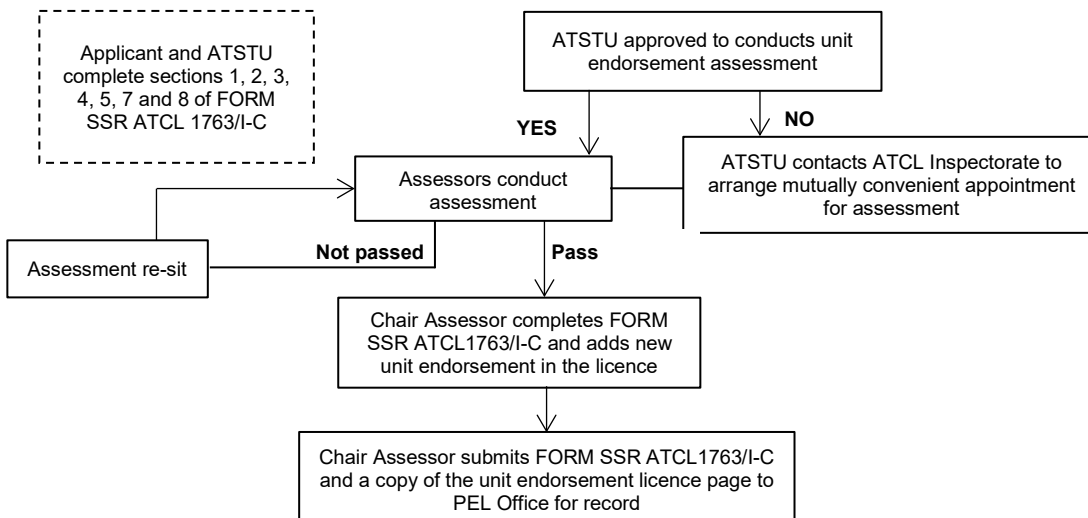 Applicant and ATSTU
complete sections 1, 2, 3,
4, 5, 7 and 8 of FORM
SSR ATCL 1763/I-C
ATSTU approved to conducts unit
endorsement assessment
YES
NO
Assessors conduct
assessment
ATSTU contacts ATCL Inspectorate to
arrange mutually convenient appointment
for assessment
Not passed
Pass
Assessment re-sit
Chair Assessor completes FORM
SSR ATCL1763/I-C and adds new
unit endorsement in the licence
Chair Assessor submits FORM SSR ATCL1763/I-C
and a copy of the unit endorsement licence page to
PEL Office for record